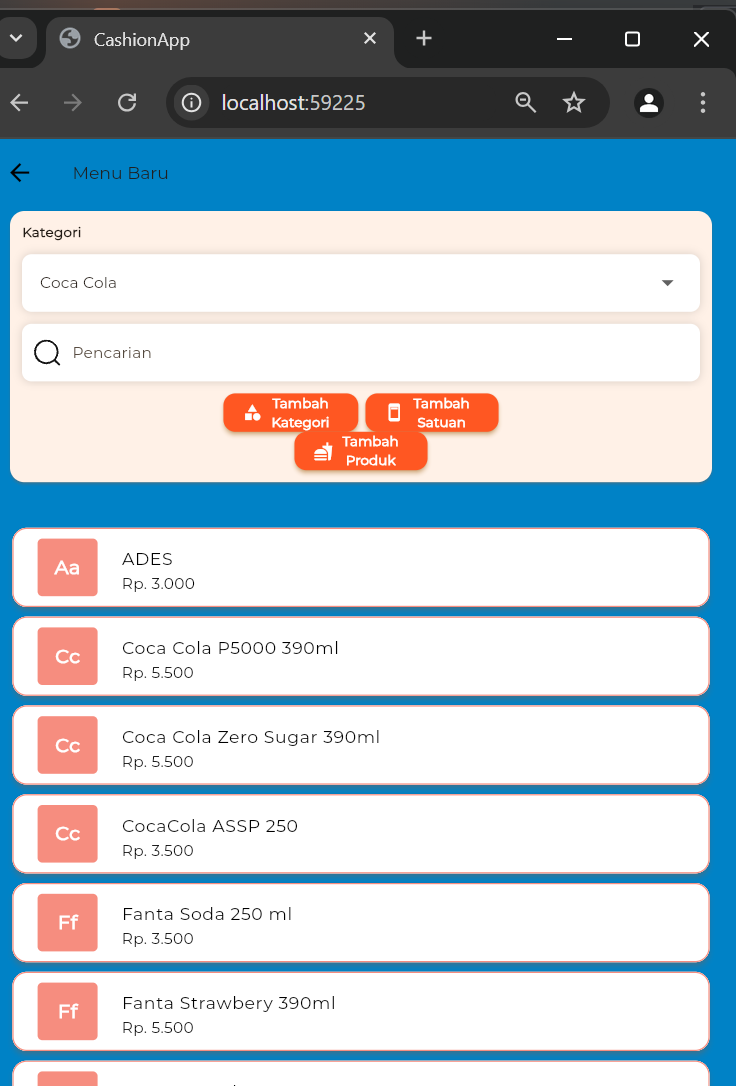 CashionApp
localhost:59225
Menu Baru
Kategori
Coca Cola
Pencarian
Tambah
Kategori
Tambah
Satuan
Tambah
Produk
Aa
ADES
Rp. 3.000
Cc
Coca Cola P5000 390ml
Rp. 5.500
Cc
Coca Cola Zero Sugar 390ml
Rp. 5.500
Cc
CocaCola ASSP 250
Rp. 3.500
Ff
Fanta Soda 250 ml
Rp. 3.500
Ff
Fanta Strawbery 390ml
Rp. 5.500